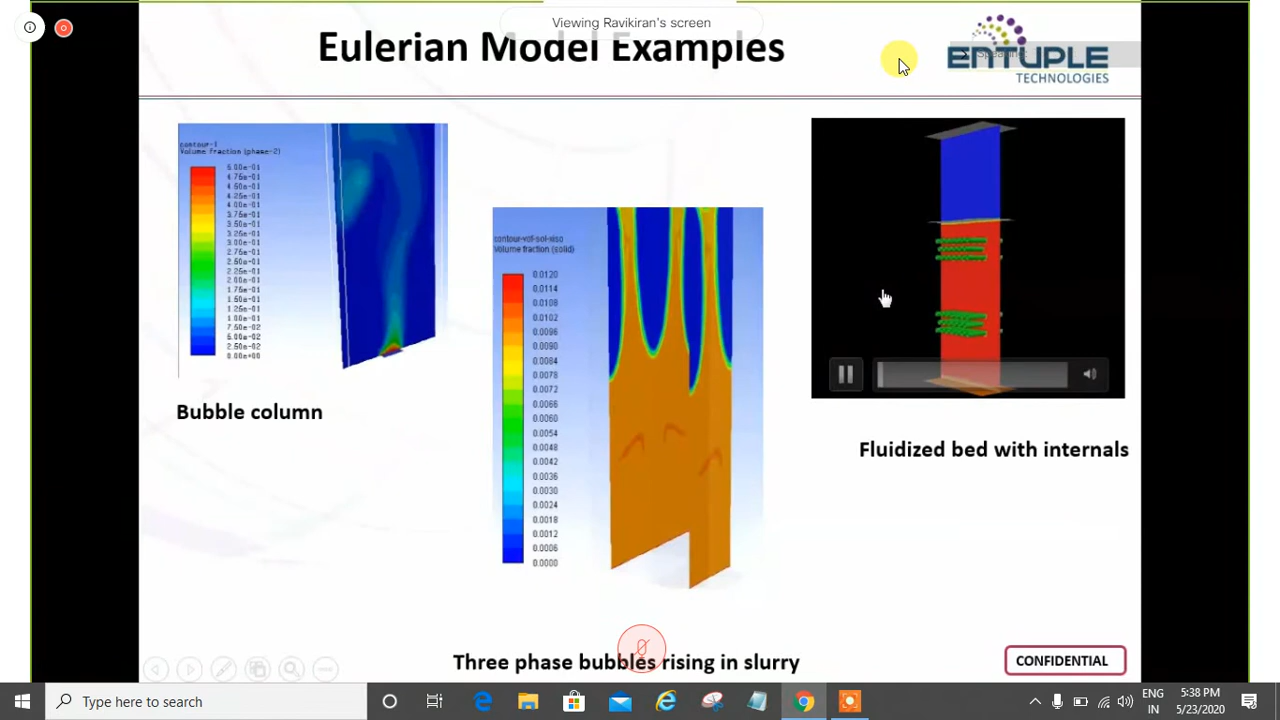 Viewing Ravikiran's screen
Eulerian Model Examples
ENTUPLE
TECHNOLOGIES
contour-1
Volume fraction (phase-2)
5.00e-01
4.75e-01
4.50e-01
4.25e-01
4.00e-01
3.75e-01
3.50e-01
3.25e-01
3.00e-01
2.75e-01
2.50e-01
2.25e-01
2.00e-01
1.75e-01
1.50e-01
1.25e-01
1.00e-01
7.50e-02
5.00e-02
2.50e-02
0.00e+00
Bubble column
contour-vof-sol-xiso
Volume fraction (solid)
0.0120
0.0114
0.0108
0.0102
0.0096
0.0090
0.0084
0.0078
0.0072
0.0066
0.0060
0.0054
0.0048
0.0042
0.0036
0.0030
0.0024
0.0018
0.0012
0.0006
0.0000
Fluidized bed with internals
Three phase bubbles rising in slurry
CONFIDENTIAL
Type here to search
ENG
IN
5:38 PM
5/23/2020